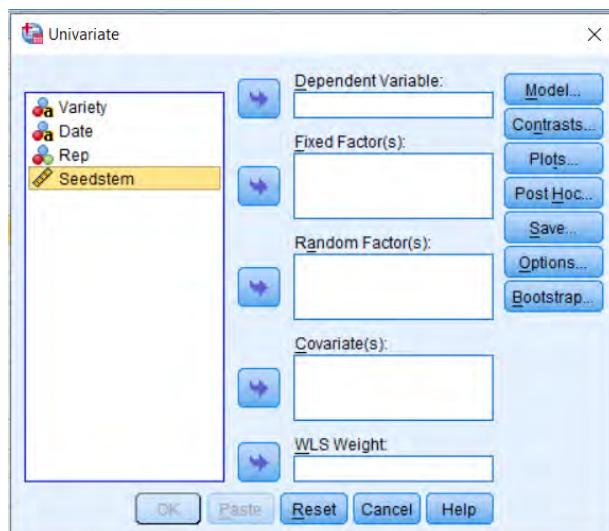 Univariate
Variety
Date
Rep
Seedstem
Dependent Variable:
Fixed Factor(s):
Random Factor(s):
Covariate(s):
WLS Weight:
Model...
Contrasts...
Plots...
Post Hoc...
Save...
Options...
Bootstrap...
OK
Paste
Reset
Cancel
Help